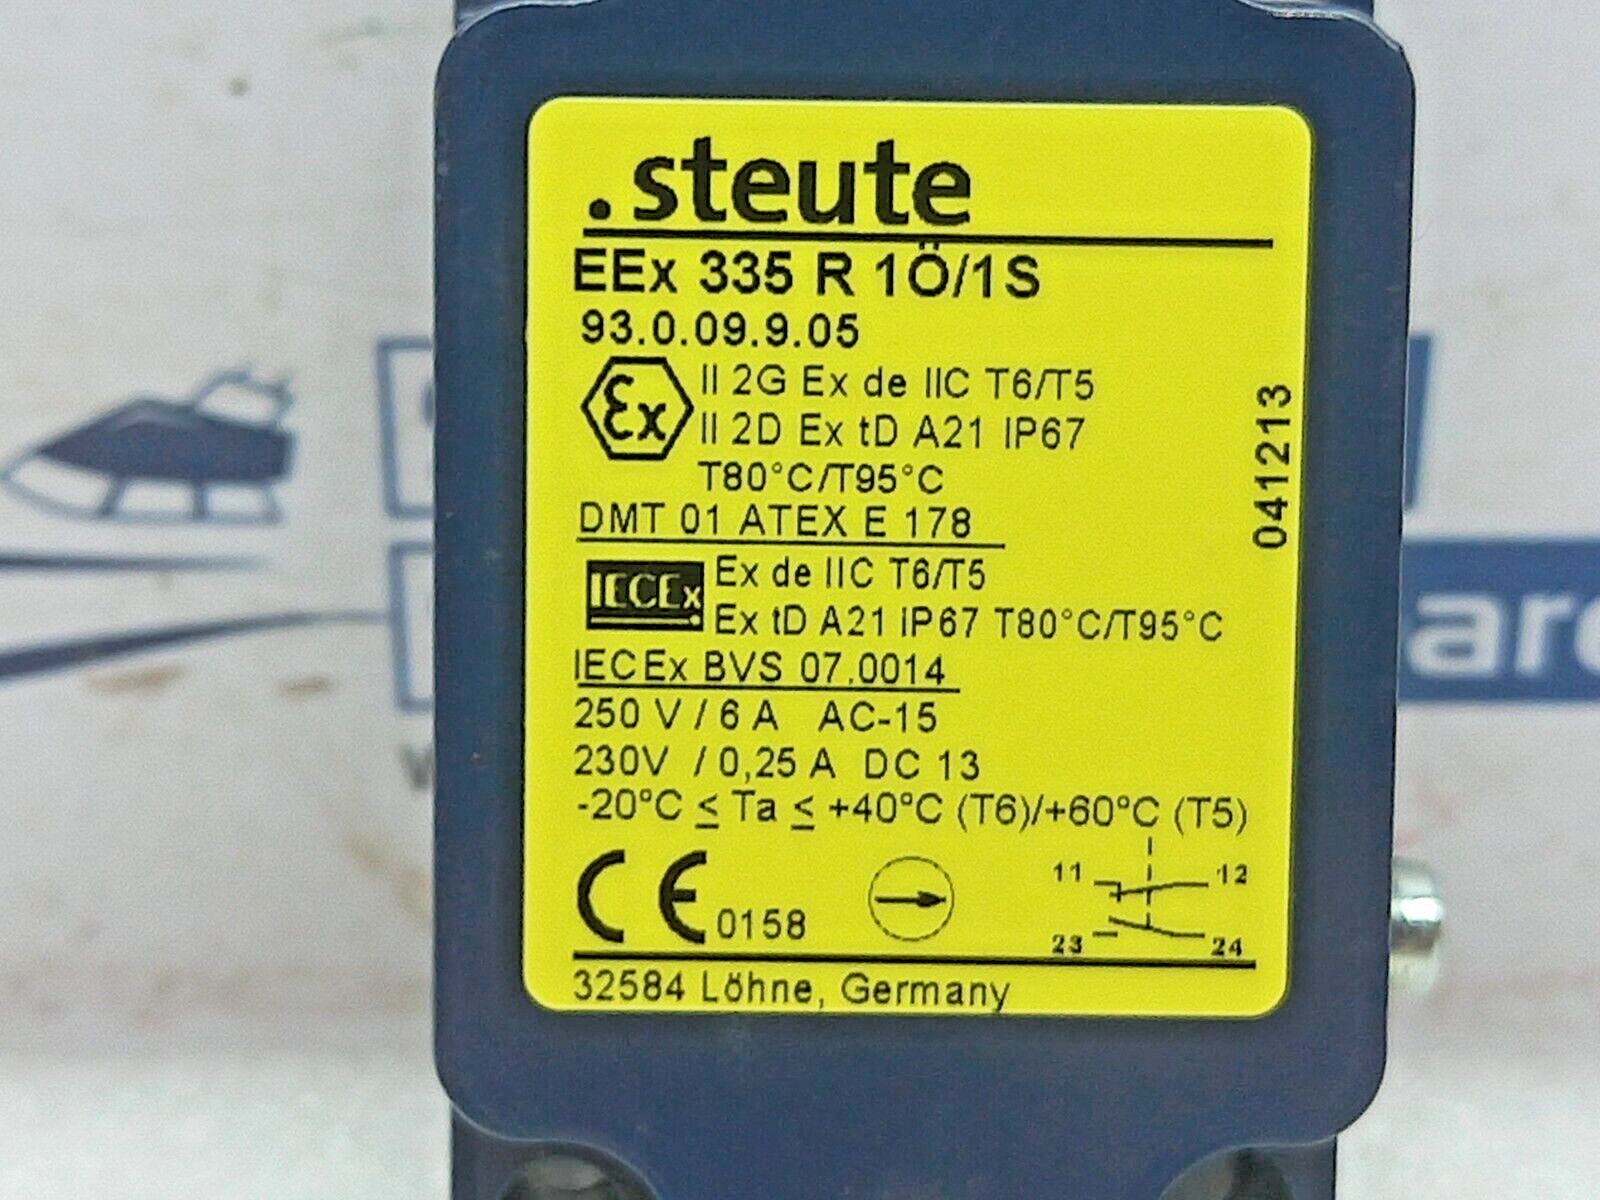 .steute
EEx 335 R 1Ö/1S
93.0.09.9.05
Ex II 2G Ex de IIC T6/T5
II 2D Ex tD A21 IP67
T80°C/T95°C
DMT 01 ATEX E 178
041213
IECEx Ex de IIC T6/T5
Ex tD A21 IP67 T80°C/T95°C
IECEx BVS 07.0014
250 V / 6 A AC-15
230V / 0,25 A DC 13
-20°C ≤ Ta ≤ +40°C (T6)/+60°C (T5)
CE 0158
11 12
23 24
32584 Löhne, Germany